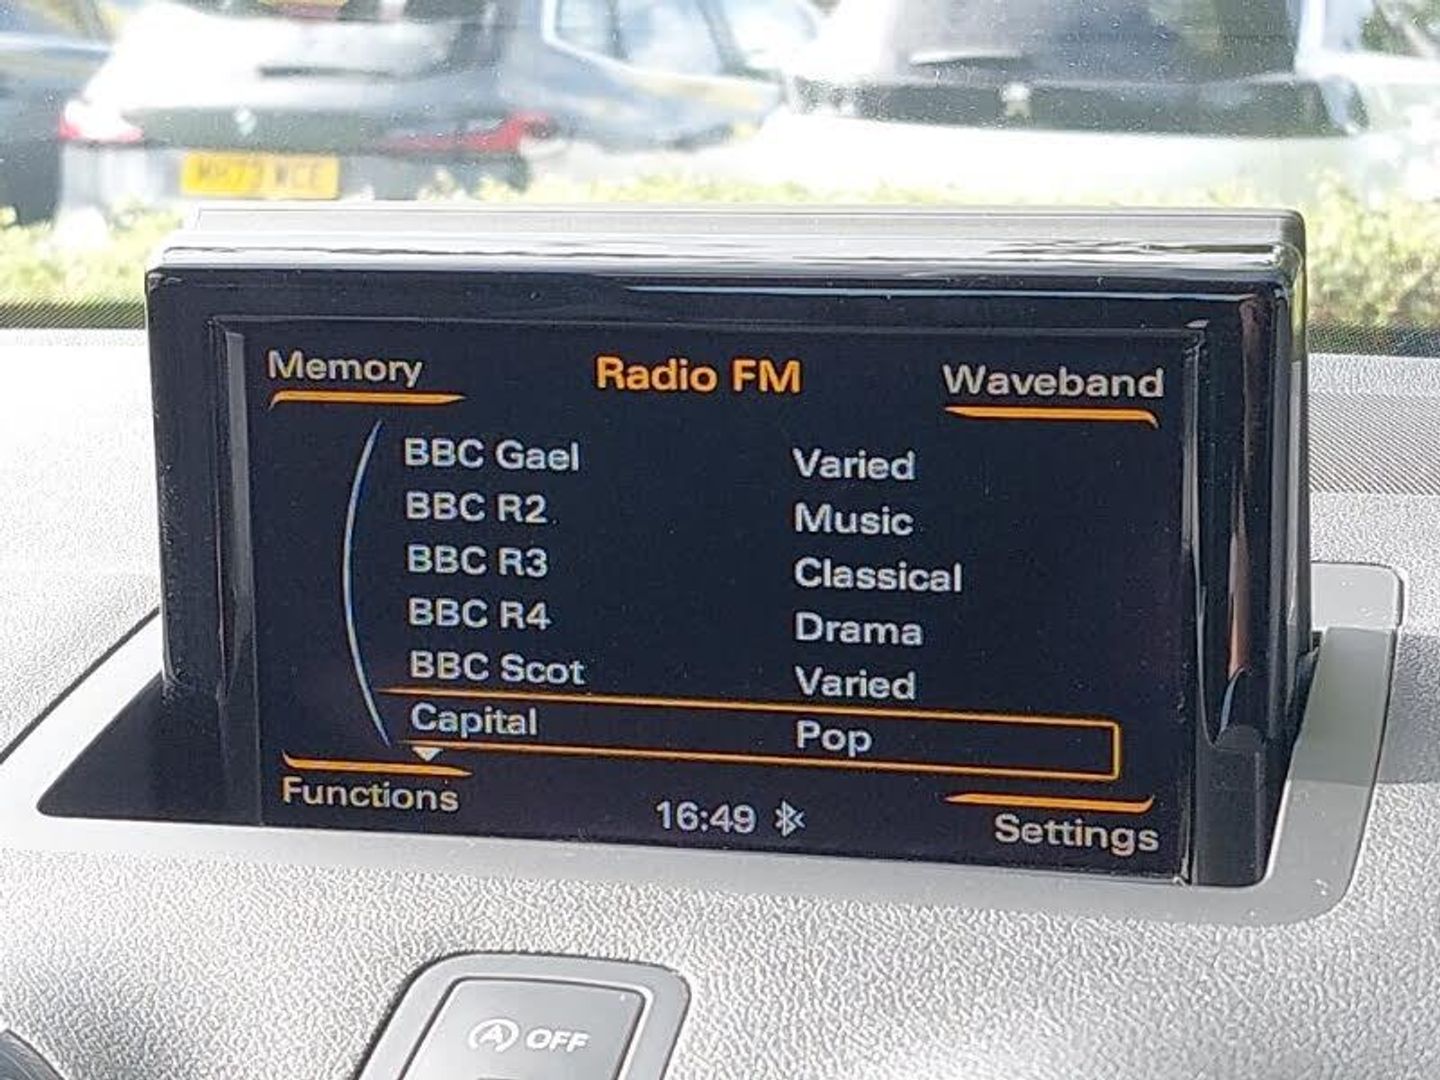 Memory Radio FM Waveband
BBC Gael Varied
BBC R2 Music
BBC R3 Classical
BBC R4 Drama
BBC Scot Varied
Capital Pop
Functions 16:49 Settings
A OFF